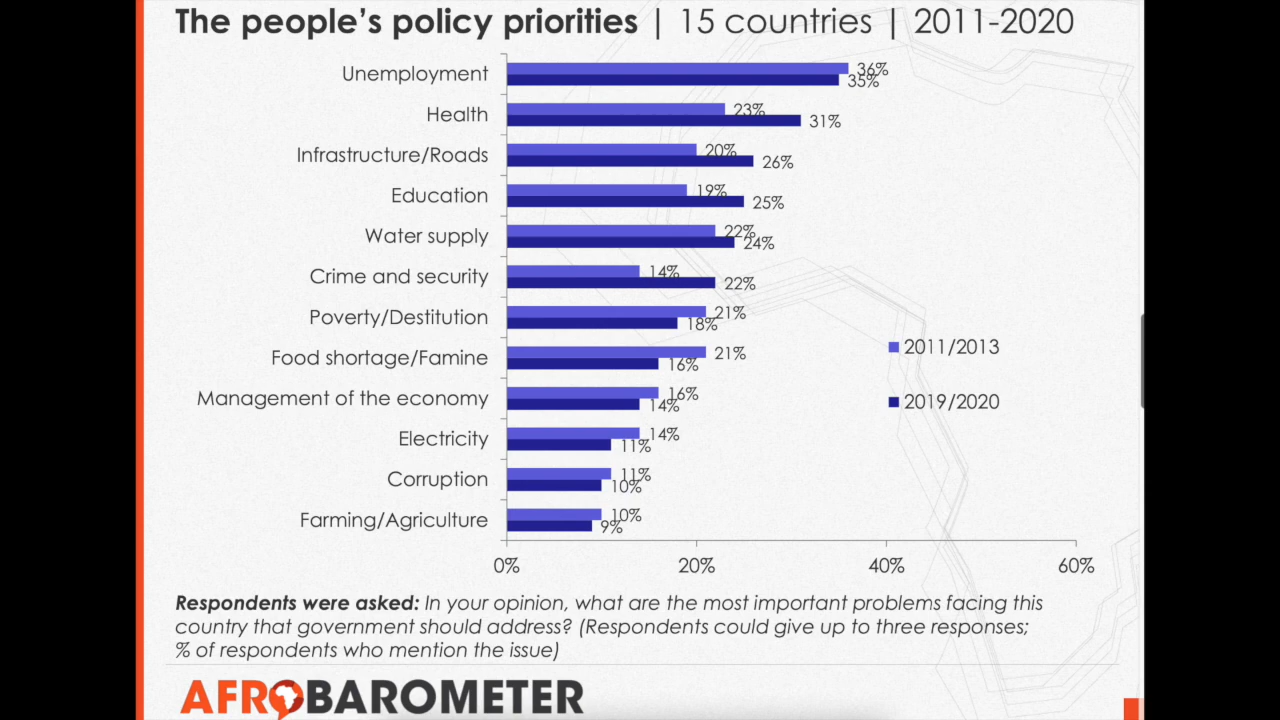 The people's policy priorities | 15 countries | 2011-2020
Unemployment
36%
35%
Health
23%
31%
Infrastructure/Roads
20%
26%
Education
19%
25%
Water supply
22%
24%
Crime and security
14%
22%
Poverty/Destitution
21%
18%
Food shortage/Famine
21%
16%
Management of the economy
16%
14%
Electricity
14%
11%
Corruption
11%
10%
Farming/Agriculture
10%
9%
2011/2013
2019/2020
0% 20% 40% 60%
Respondents were asked: In your opinion, what are the most important problems facing this
country that government should address? (Respondents could give up to three responses;
% of respondents who mention the issue)
AFROBAROMETER